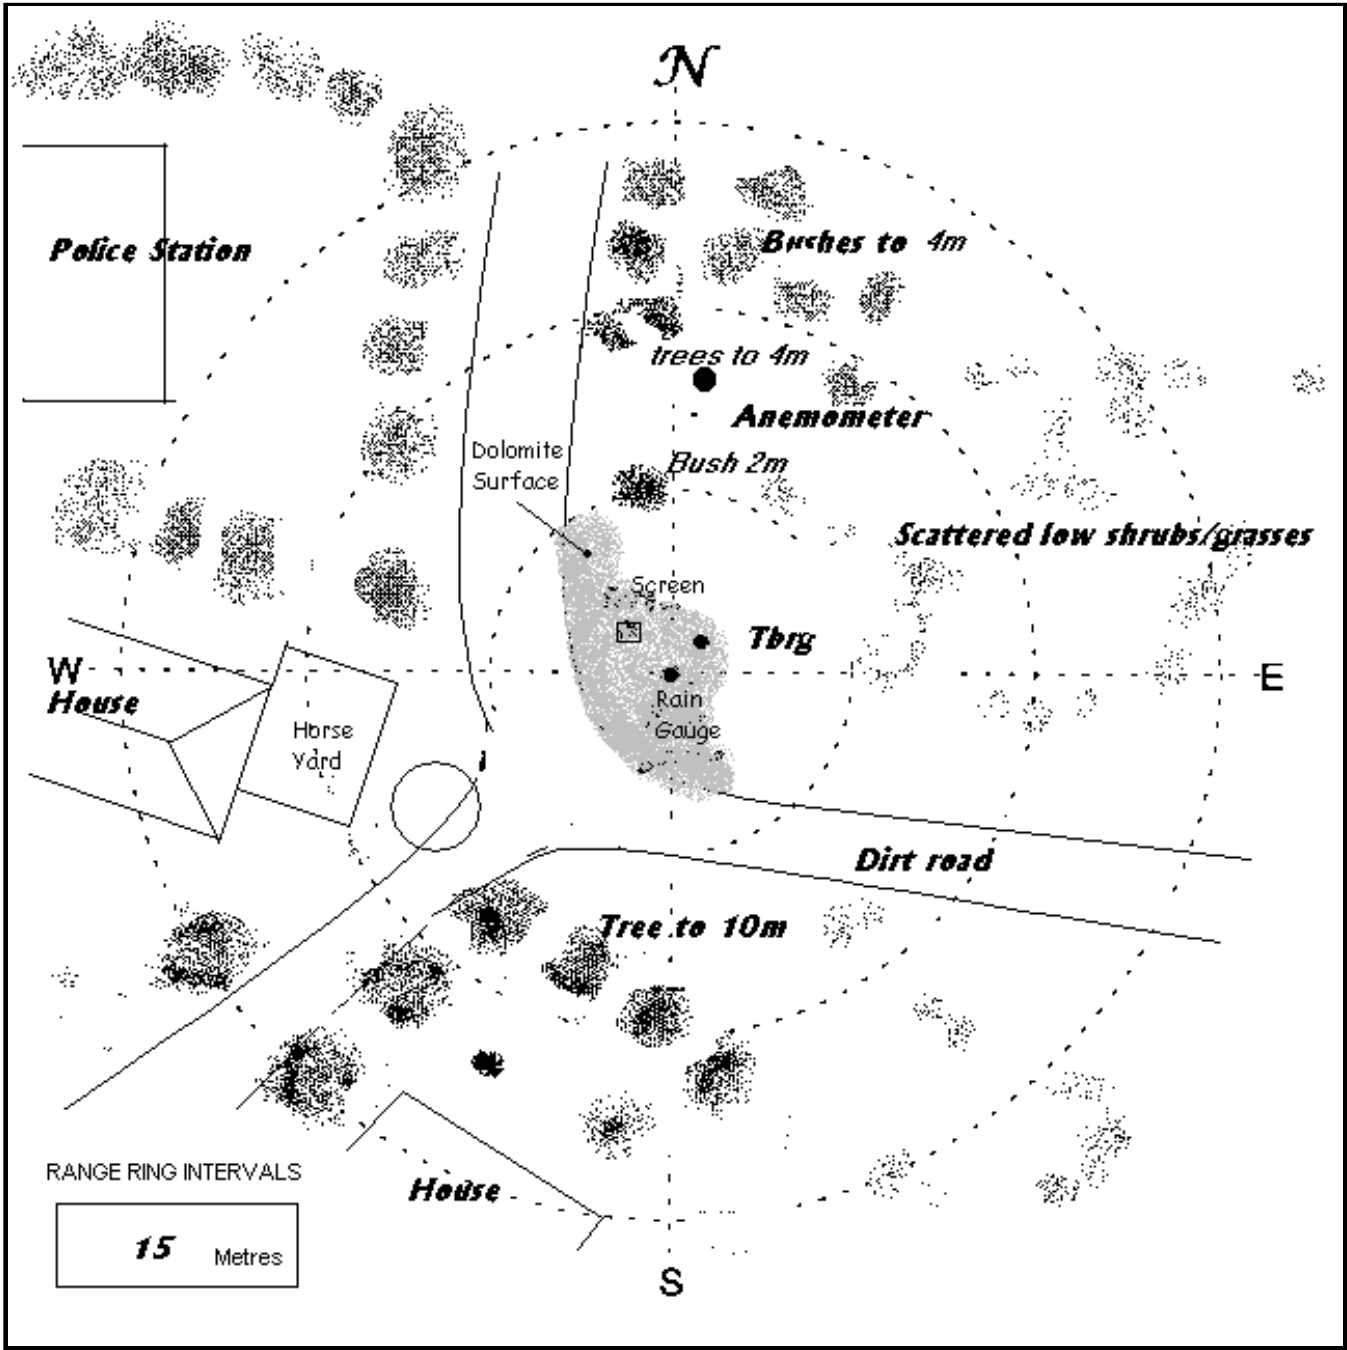 N
Police Station
Bushes to 4m
trees to 4m
Anemometer
Dolomite
Surface
Bush 2m
Scattered low shrubs/grasses
Screen
Tbrg
W
E
House
Rain
Gauge
Horse
Yard
Dirt road
Tree to 10m
House
RANGE RING INTERVALS
15 Metres
S